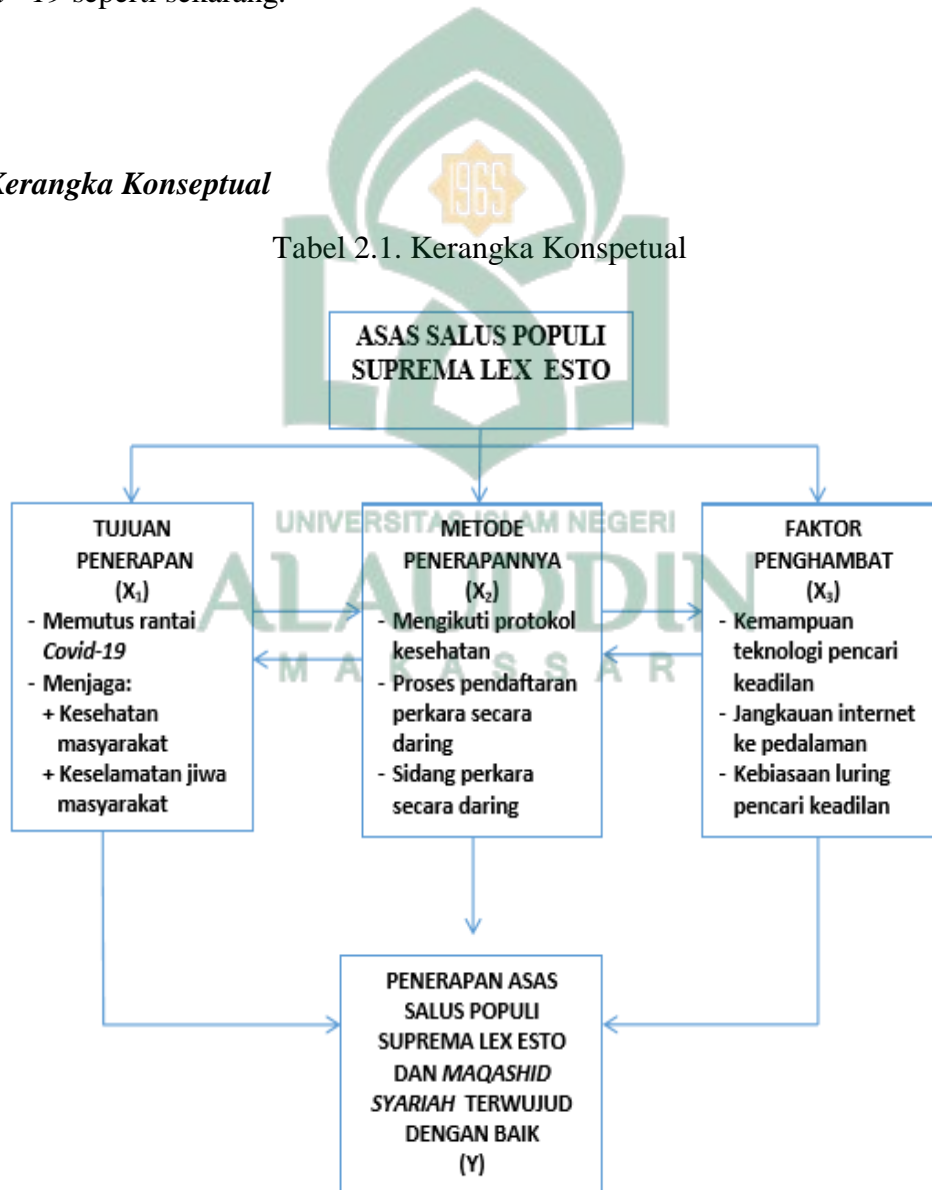 -19 seperti sekarang.
Kerangka Konseptual
1965
Tabel 2.1. Kerangka Konspetual
ASAS SALUS POPULI
SUPREMA LEX ESTO
UNIVERSITAS ISLAM NEGERI
ALAUDDIN
MAKASSAR
TUJUAN
PENERAPAN
(X₁)
- Memutus rantai
Covid-19
- Menjaga:
+ Kesehatan
masyarakat
+ Keselamatan jiwa
masyarakat
METODE
PENERAPANNYA
(X₂)
- Mengikuti protokol
kesehatan
- Proses pendaftaran
perkara secara
daring
- Sidang perkara
secara daring
FAKTOR
PENGHAMBAT
(X₃)
- Kemampuan
teknologi pencari
keadilan
- Jangkauan internet
ke pedalaman
- Kebiasaan luring
pencari keadilan
PENERAPAN ASAS
SALUS POPULI
SUPREMA LEX ESTO
DAN MAQASHID
SYARIAH TERWUJUD
DENGAN BAIK
(Y)